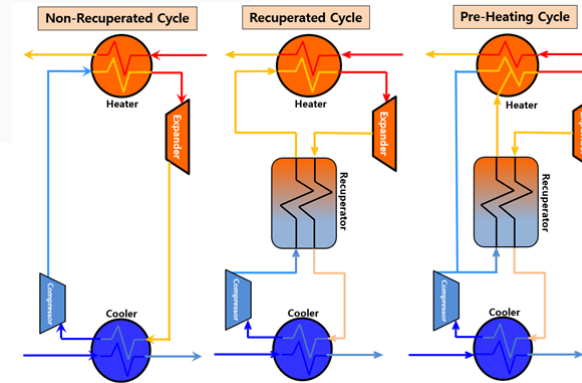 Non-Recuperated Cycle
Heater
Expander
Compressor
Cooler
Recuperated Cycle
Heater
Expander
Recuperator
Compressor
Cooler
Pre-Heating Cycle
Heater
Recuperator
Compressor
Cooler